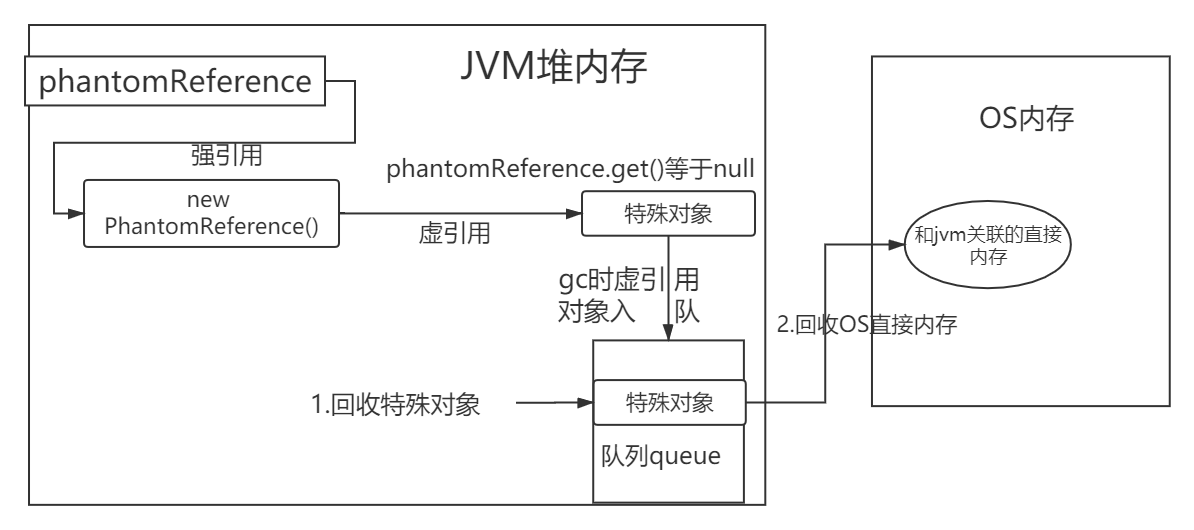 JVM堆内存
phantomReference
OS内存
强引用
phantomReference.get()等于null
new
PhantomReference()
特殊对象
虚引用
和jvm关联的直接
内存
gc时虚引用
对象入队
2.回收OS直接内存
1.回收特殊对象
特殊对象
队列queue